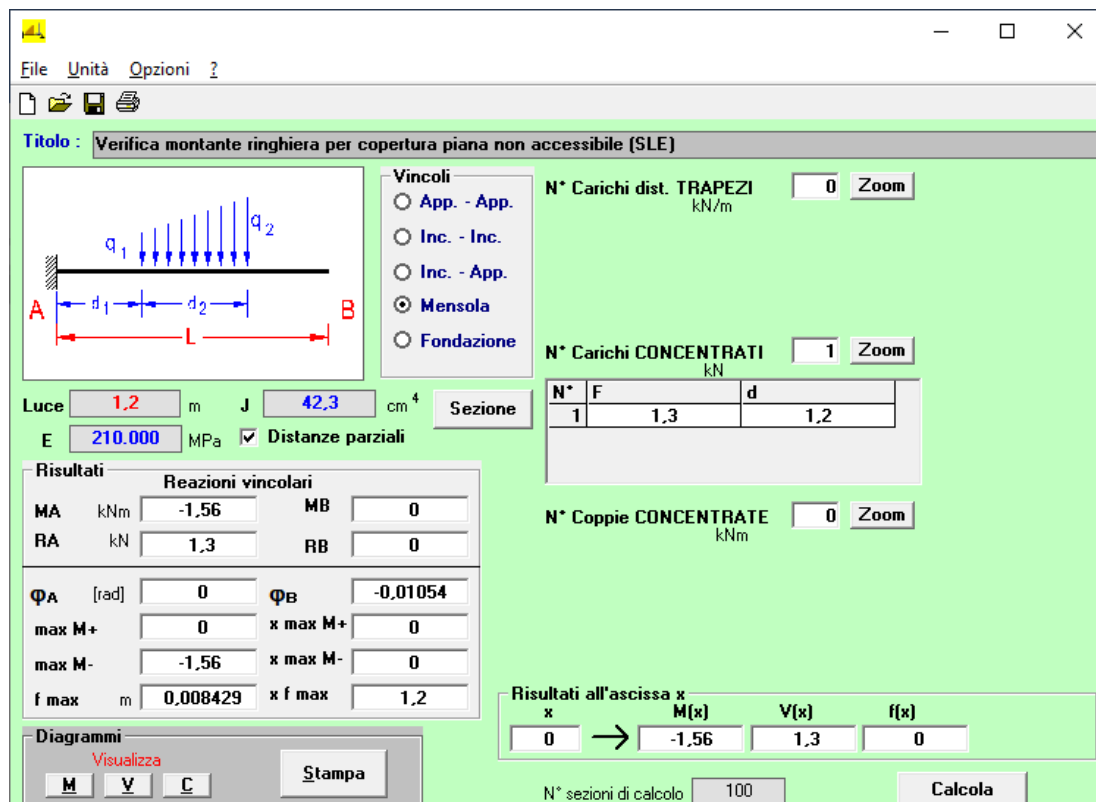 File Unità Opzioni ?
Titolo : Verifica montante ringhiera per copertura piana non accessibile (SLE)
q1 q2
A d1 d2 B
L
Vincoli
App. - App.
Inc. - Inc.
Inc. - App.
Mensola
Fondazione
N° Carichi dist. TRAPEZI 0 Zoom
kN/m
N° Carichi CONCENTRATI 1 Zoom
kN
N° F d
1 1,3 1,2
N° Coppie CONCENTRATE 0 Zoom
kNm
Luce 1,2 m J 42,3 cm4 Sezione
E 210.000 MPa Distanze parziali
Risultati
Reazioni vincolari
MA kNm -1,56 MB 0
RA kN 1,3 RB 0
φA [rad] 0 φB -0,01054
max M+ 0 x max M+ 0
max M- -1,56 x max M- 0
f max m 0,008429 x f max 1,2
Risultati all'ascissa x
x M(x) V(x) f(x)
0 -1,56 1,3 0
Diagrammi
Visualizza
M V C Stampa
N° sezioni di calcolo 100 Calcola